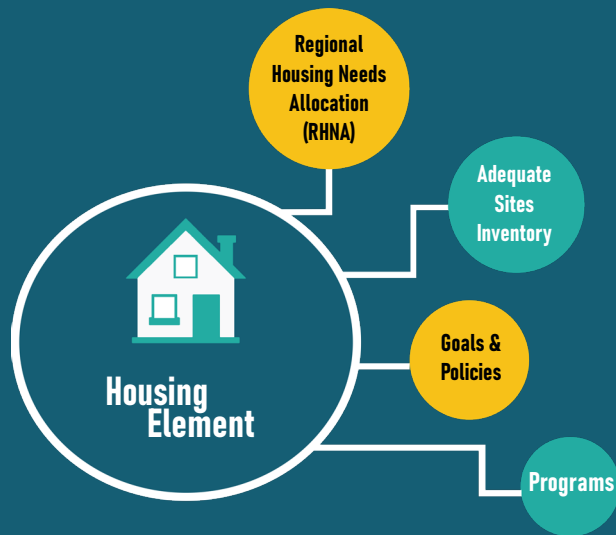 Regional
Housing Needs
Allocation
(RHNA)
Adequate
Sites
Inventory
Goals &
Policies
Housing
Element
Programs